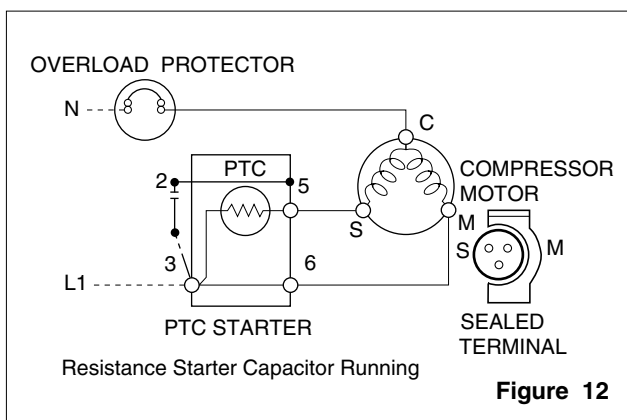 OVERLOAD PROTECTOR
N
C
PTC
2
5
COMPRESSOR
MOTOR
S
M
S
M
3
6
L1
PTC STARTER
SEALED
TERMINAL
Resistance Starter Capacitor Running
Figure 12